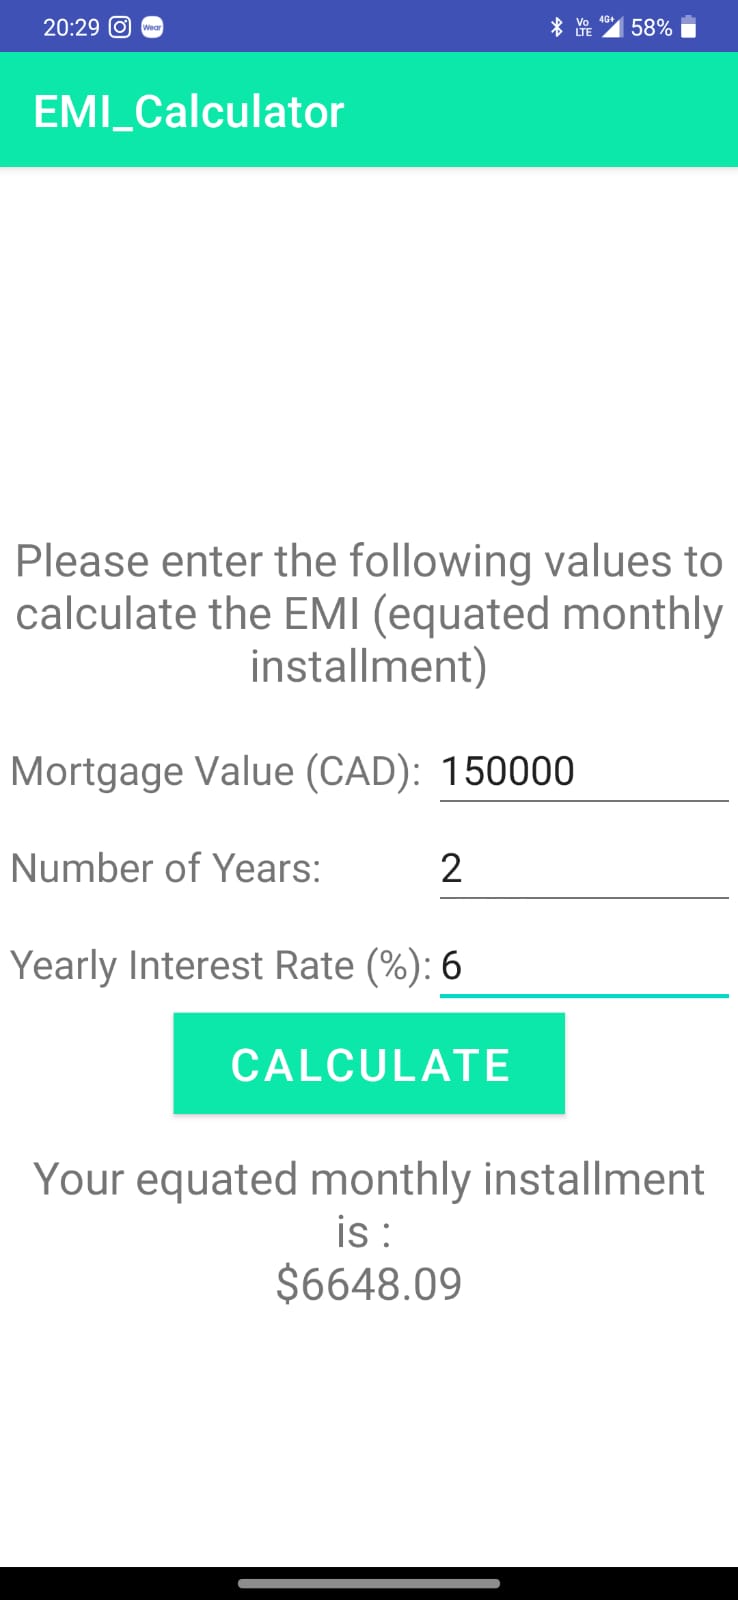 20:29 Wear Vo LTE 4G+ 58%
EMI_Calculator
Please enter the following values to
calculate the EMI (equated monthly
installment)
Mortgage Value (CAD): 150000
Number of Years: 2
Yearly Interest Rate (%): 6
CALCULATE
Your equated monthly installment
is :
$6648.09